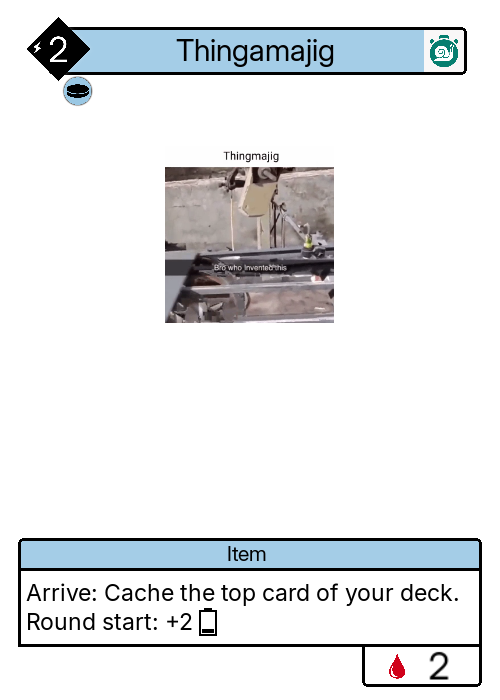 2
Thingamajig
Thingmajig
Bro who Invented this
Item
Arrive: Cache the top card of your deck.
Round start: +2
2